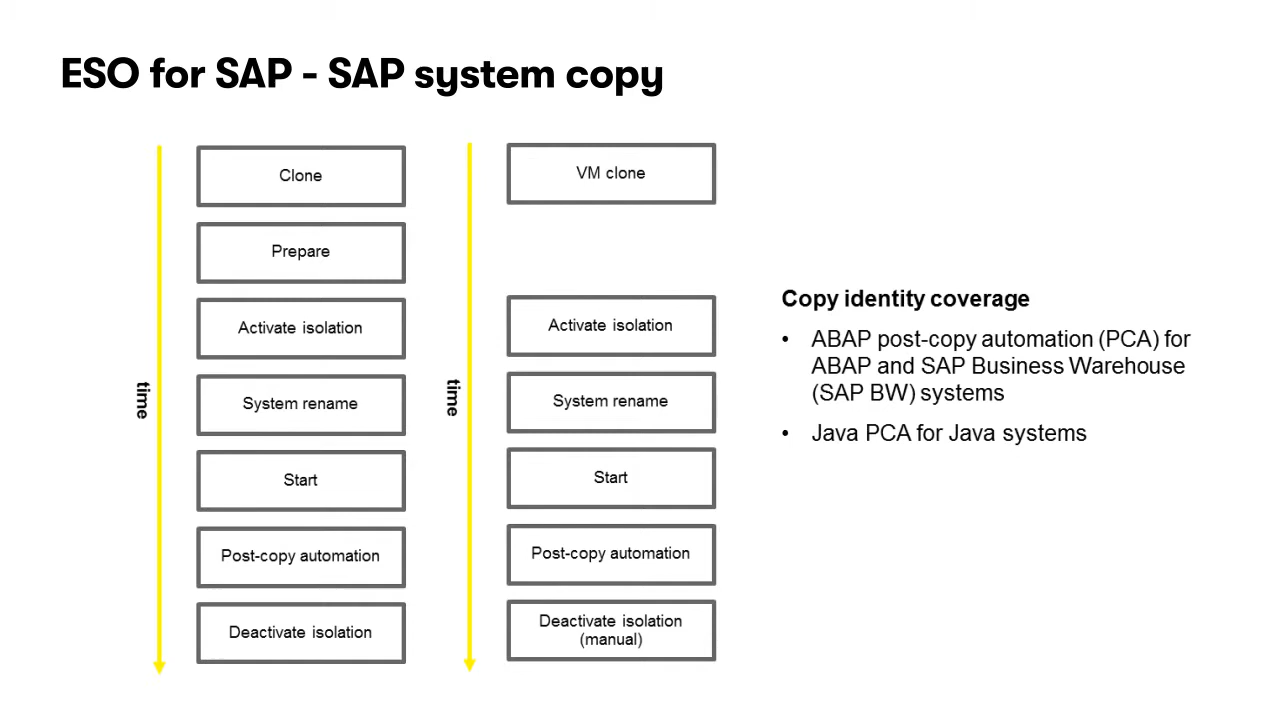 ESO for SAP - SAP system copy
time
Clone
Prepare
Activate isolation
System rename
Start
Post-copy automation
Deactivate isolation
time
VM clone
Activate isolation
System rename
Start
Post-copy automation
Deactivate isolation
(manual)
Copy identity coverage
• ABAP post-copy automation (PCA) for
ABAP and SAP Business Warehouse
(SAP BW) systems
• Java PCA for Java systems